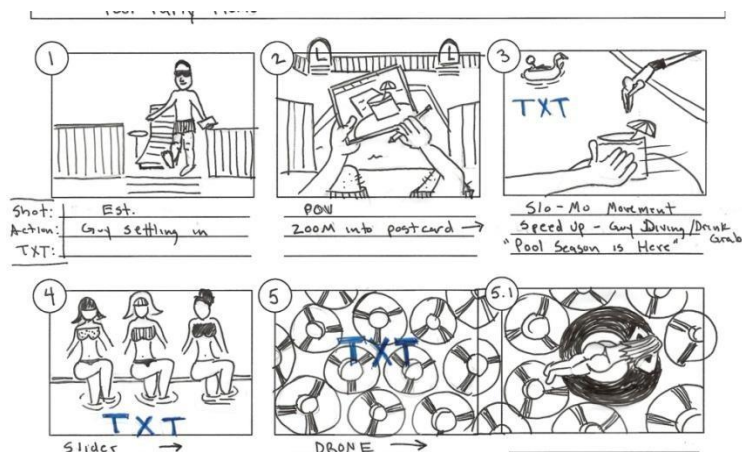 1
2
L
L
3
TXT
Shot: Est.
Action: Guy settling in
TXT:
POV
ZOOM into postcard →
Slo-Mo Movement
Speed Up - Guy Diving/Drink Grab
"Pool Season is Here"
4
TXT
Slider →
5
TXT
DRONE →
5.1